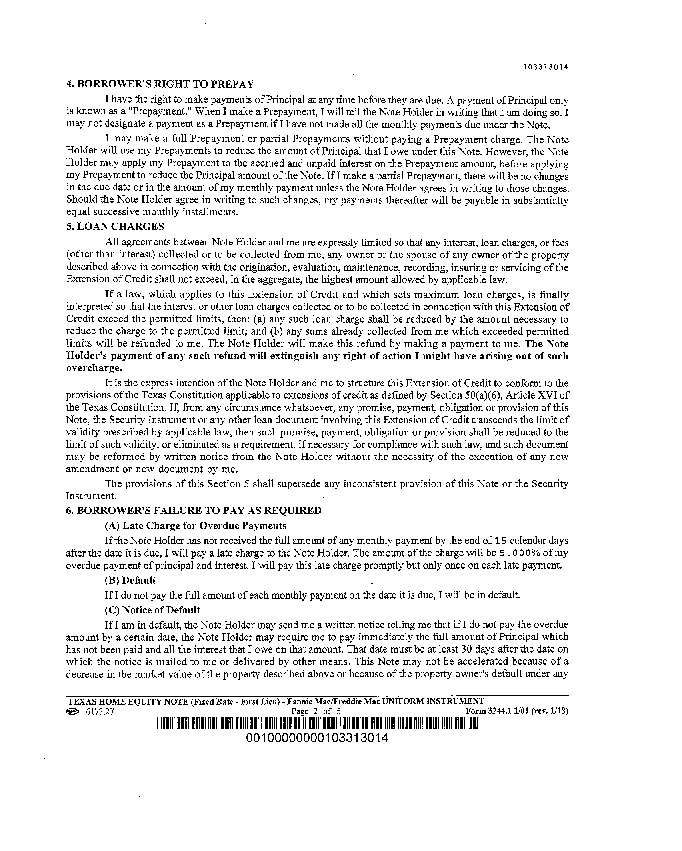 103313014
4. BORROWER'S RIGHT TO PREPAY
I have the right to make payments of Principal at any time before they are due. A payment of Principal only
is known as a "Prepayment." When I make a Prepayment, I will tell the Note Holder in writing that I am doing so. I
may not designate a payment as a Prepayment if I have not made all the monthly payments due under the Note.
I may make a full Prepayment or partial Prepayments without paying a Prepayment charge. The Note
Holder will use my Prepayments to reduce the amount of Principal that I owe under this Note. However, the Note
Holder may apply my Prepayment to the accrued and unpaid interest on the Prepayment amount, before applying
my Prepayment to reduce the Principal amount of the Note. If I make a partial Prepayment, there will be no changes
in the due date or in the amount of my monthly payment unless the Note Holder agrees in writing to those changes.
Should the Note Holder agree in writing to such changes, my payments thereafter will be payable in substantially
equal successive monthly installments.
5. LOAN CHARGES
All agreements between Note Holder and me are expressly limited so that any interest, loan charges, or fees
(other than interest) collected or to be collected from me, any owner or the spouse of any owner of the property
described above in connection with the origination, evaluation, maintenance, recording, insuring or servicing of the
Extension of Credit shall not exceed, in the aggregate, the highest amount allowed by applicable law.
If a law, which applies to this Extension of Credit and which sets maximum loan charges, is finally
interpreted so that the interest or other loan charges collected or to be collected in connection with this Extension of
Credit exceed the permitted limits, then: (a) any such loan charge shall be reduced by the amount necessary to
reduce the charge to the permitted limit; and (b) any sums already collected from me which exceeded permitted
limits will be refunded to me. The Note Holder will make this refund by making a payment to me. The Note
Holder's payment of any such refund will extinguish any right of action I might have arising out of such
overcharge.
It is the express intention of the Note Holder and me to structure this Extension of Credit to conform to the
provisions of the Texas Constitution applicable to extensions of credit as defined by Section 50(a)(6), Article XVI of
the Texas Constitution. If, from any circumstance whatsoever, any promise, payment, obligation or provision of this
Note, the Security Instrument or any other loan document involving this Extension of Credit transcends the limit of
validity prescribed by applicable law, then such promise, payment, obligation or provision shall be reduced to the
limit of such validity, or eliminated as a requirement, if necessary for compliance with such law, and such document
may be reformed by written notice from the Note Holder without the necessity of the execution of any new
amendment or new document by me.
The provisions of this Section 5 shall supersede any inconsistent provision of this Note or the Security
Instrument.
6. BORROWER'S FAILURE TO PAY AS REQUIRED
(A) Late Charge for Overdue Payments
If the Note Holder has not received the full amount of any monthly payment by the end of 15 calendar days
after the date it is due, I will pay a late charge to the Note Holder. The amount of the charge will be 5.000% of my
overdue payment of principal and interest. I will pay this late charge promptly but only once on each late payment.
(B) Default
If I do not pay the full amount of each monthly payment on the date it is due, I will be in default.
(C) Notice of Default
If I am in default, the Note Holder may send me a written notice telling me that if I do not pay the overdue
amount by a certain date, the Note Holder may require me to pay immediately the full amount of Principal which
has not been paid and all the interest that I owe on that amount. That date must be at least 30 days after the date on
which the notice is mailed to me or delivered by other means. This Note may not be accelerated because of a
decrease in the market value of the property described above or because of the property owner's default under any
TEXAS HOME EQUITY NOTE (Fixed Rate - First Lien) - Fannie Mae/Freddie Mac UNIFORM INSTRUMENT
Page 2 of 5 Form 3244.1 1/01 (rev. 1/18)
00100000000103313014